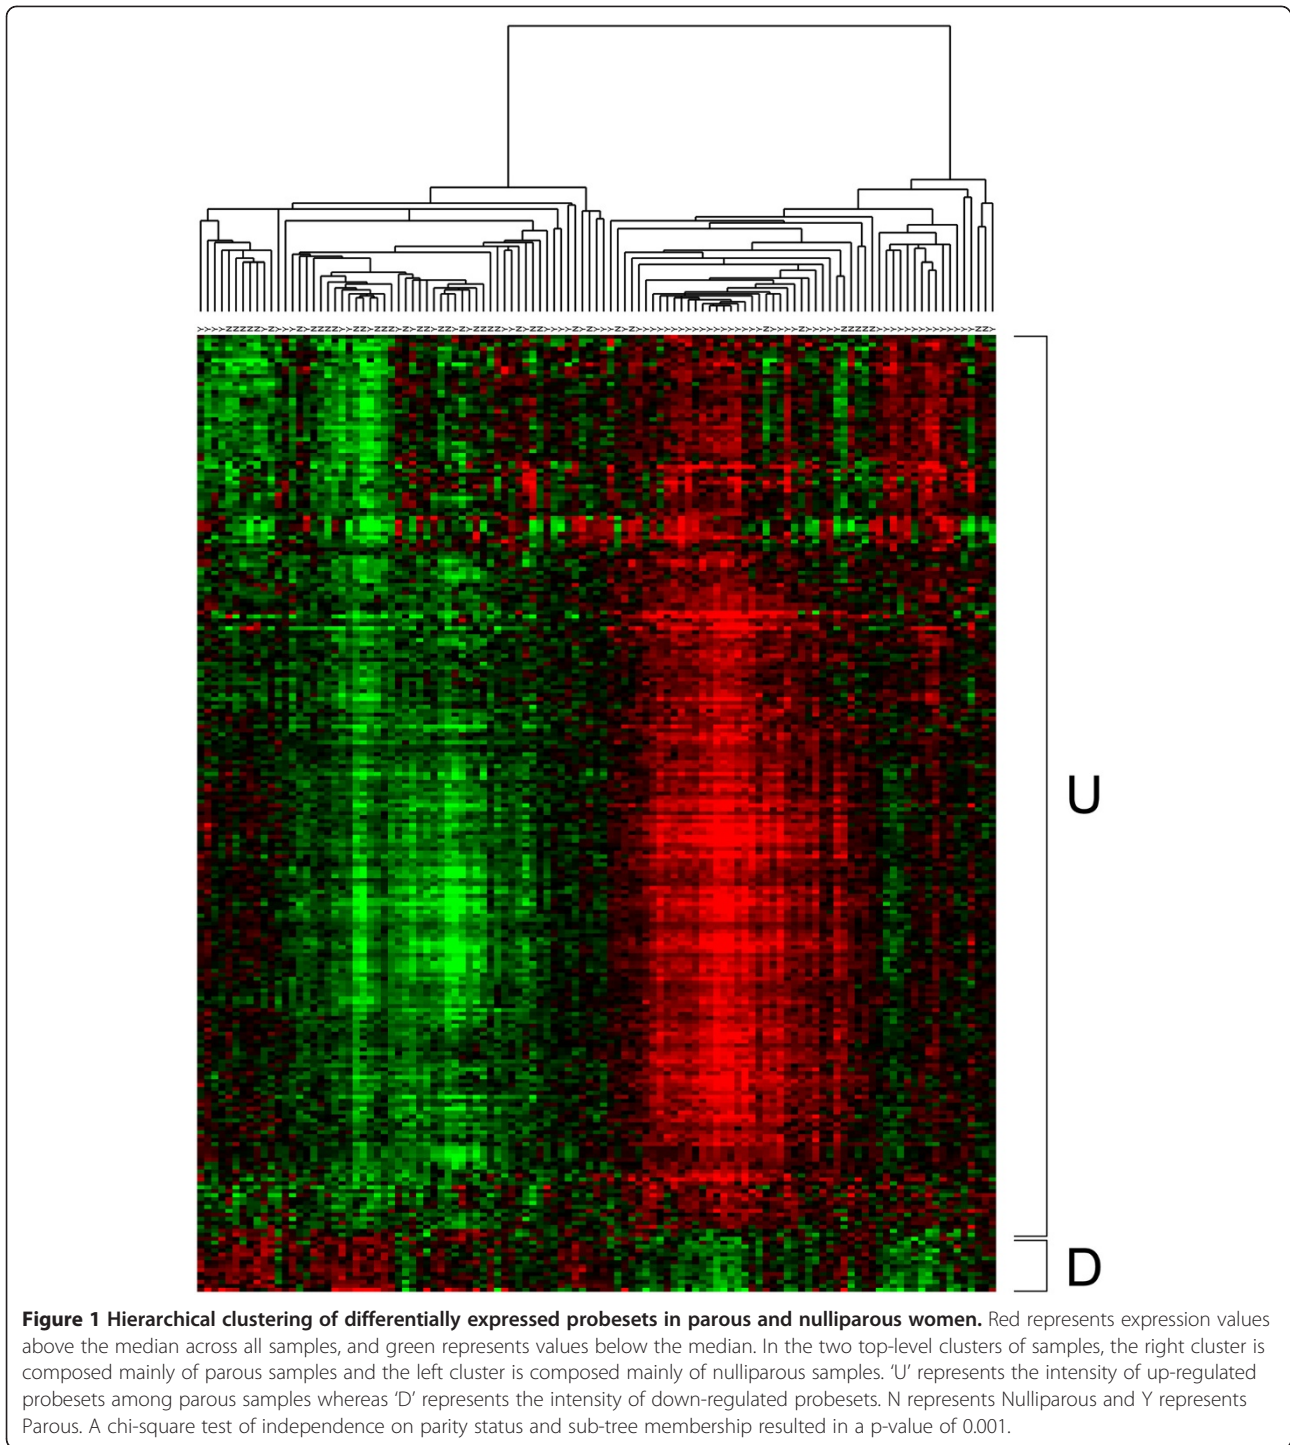 U
D
Figure 1 Hierarchical clustering of differentially expressed probesets in parous and nulliparous women. Red represents expression values
above the median across all samples, and green represents values below the median. In the two top-level clusters of samples, the right cluster is
composed mainly of parous samples and the left cluster is composed mainly of nulliparous samples. ‘U’ represents the intensity of up-regulated
probesets among parous samples whereas ‘D’ represents the intensity of down-regulated probesets. N represents Nulliparous and Y represents
Parous. A chi-square test of independence on parity status and sub-tree membership resulted in a p-value of 0.001.